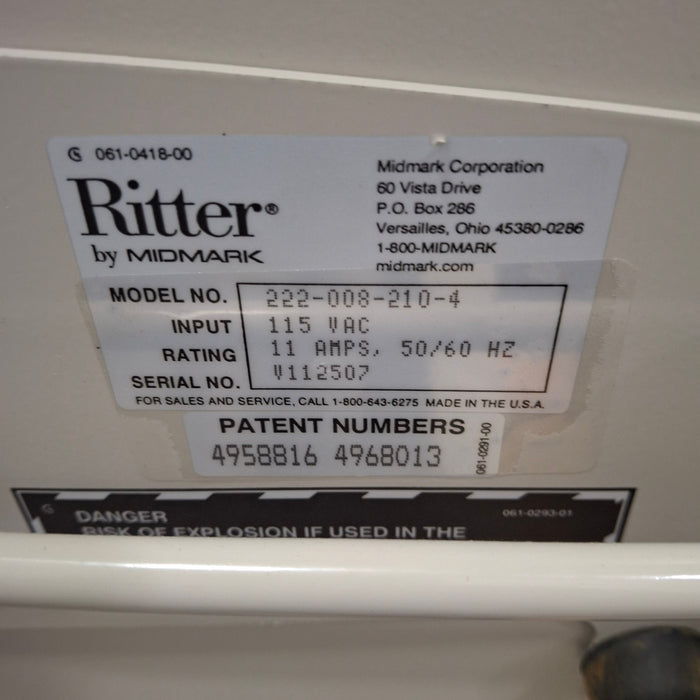 061-0418-00
Ritter®
by MIDMARK
Midmark Corporation
60 Vista Drive
P.O. Box 286
Versailles, Ohio 45380-0286
1-800-MIDMARK
midmark.com
MODEL NO. 222-008-210-4
INPUT 115 VAC
RATING 11 AMPS, 50/60 HZ
SERIAL NO. V112507
FOR SALES AND SERVICE, CALL 1-800-643-6275 MADE IN THE U.S.A.
PATENT NUMBERS
4958816 4968013
061-0291-00
DANGER
061-0293-01
RISK OF EXPLOSION IF USED IN THE